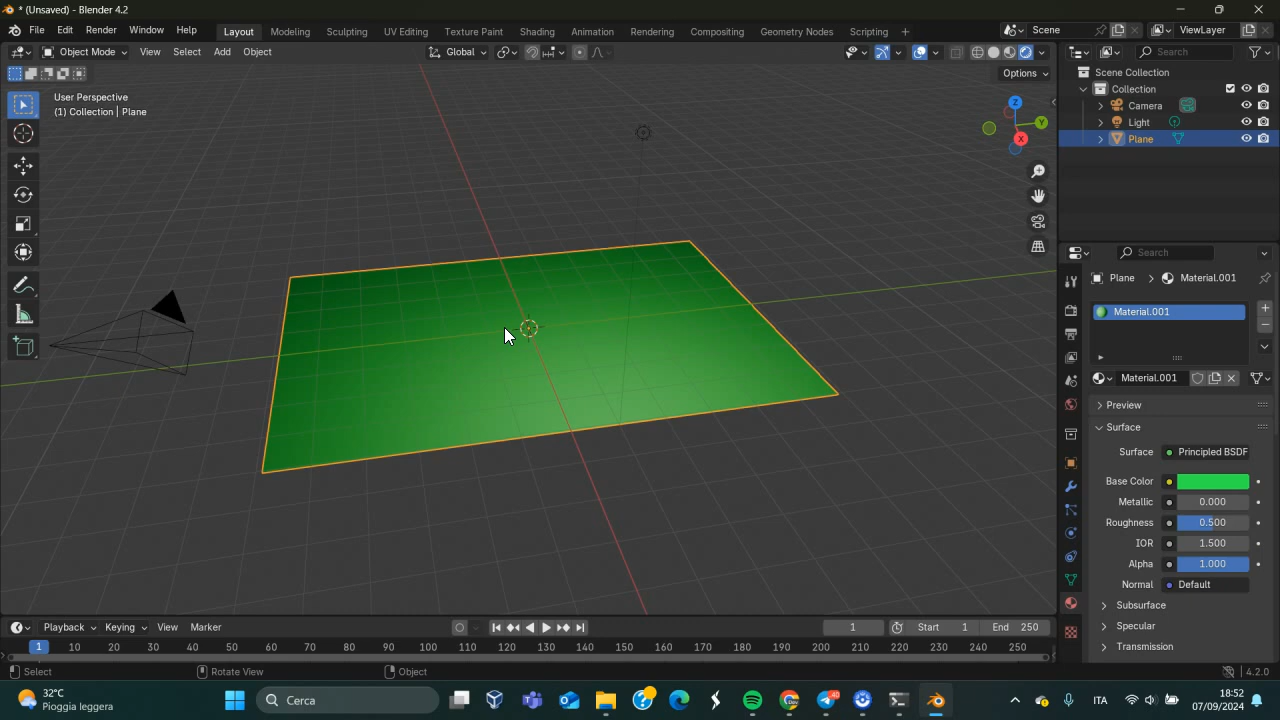 * (Unsaved) - Blender 4.2
File Edit Render Window Help
Layout Modeling Sculpting UV Editing Texture Paint Shading Animation Rendering Compositing Geometry Nodes Scripting +
Scene
ViewLayer
Object Mode View Select Add Object
Global
Search
Options
User Perspective
(1) Collection | Plane
Z
Y
X
Scene Collection
Collection
Camera
Light
Plane
Search
Plane > Material.001
Material.001
Material.001
Preview
Surface
Surface Principled BSDF
Base Color
Metallic 0.000
Roughness 0.500
IOR 1.500
Alpha 1.000
Normal Default
Subsurface
Specular
Transmission
Playback Keying View Marker
1 Start 1 End 250
1 10 20 30 40 50 60 70 80 90 100 110 120 130 140 150 160 170 180 190 200 210 220 230 240 250
Select Rotate View Object
4.2.0
32°C
Pioggia leggera
Cerca
40
ITA
18:52
07/09/2024